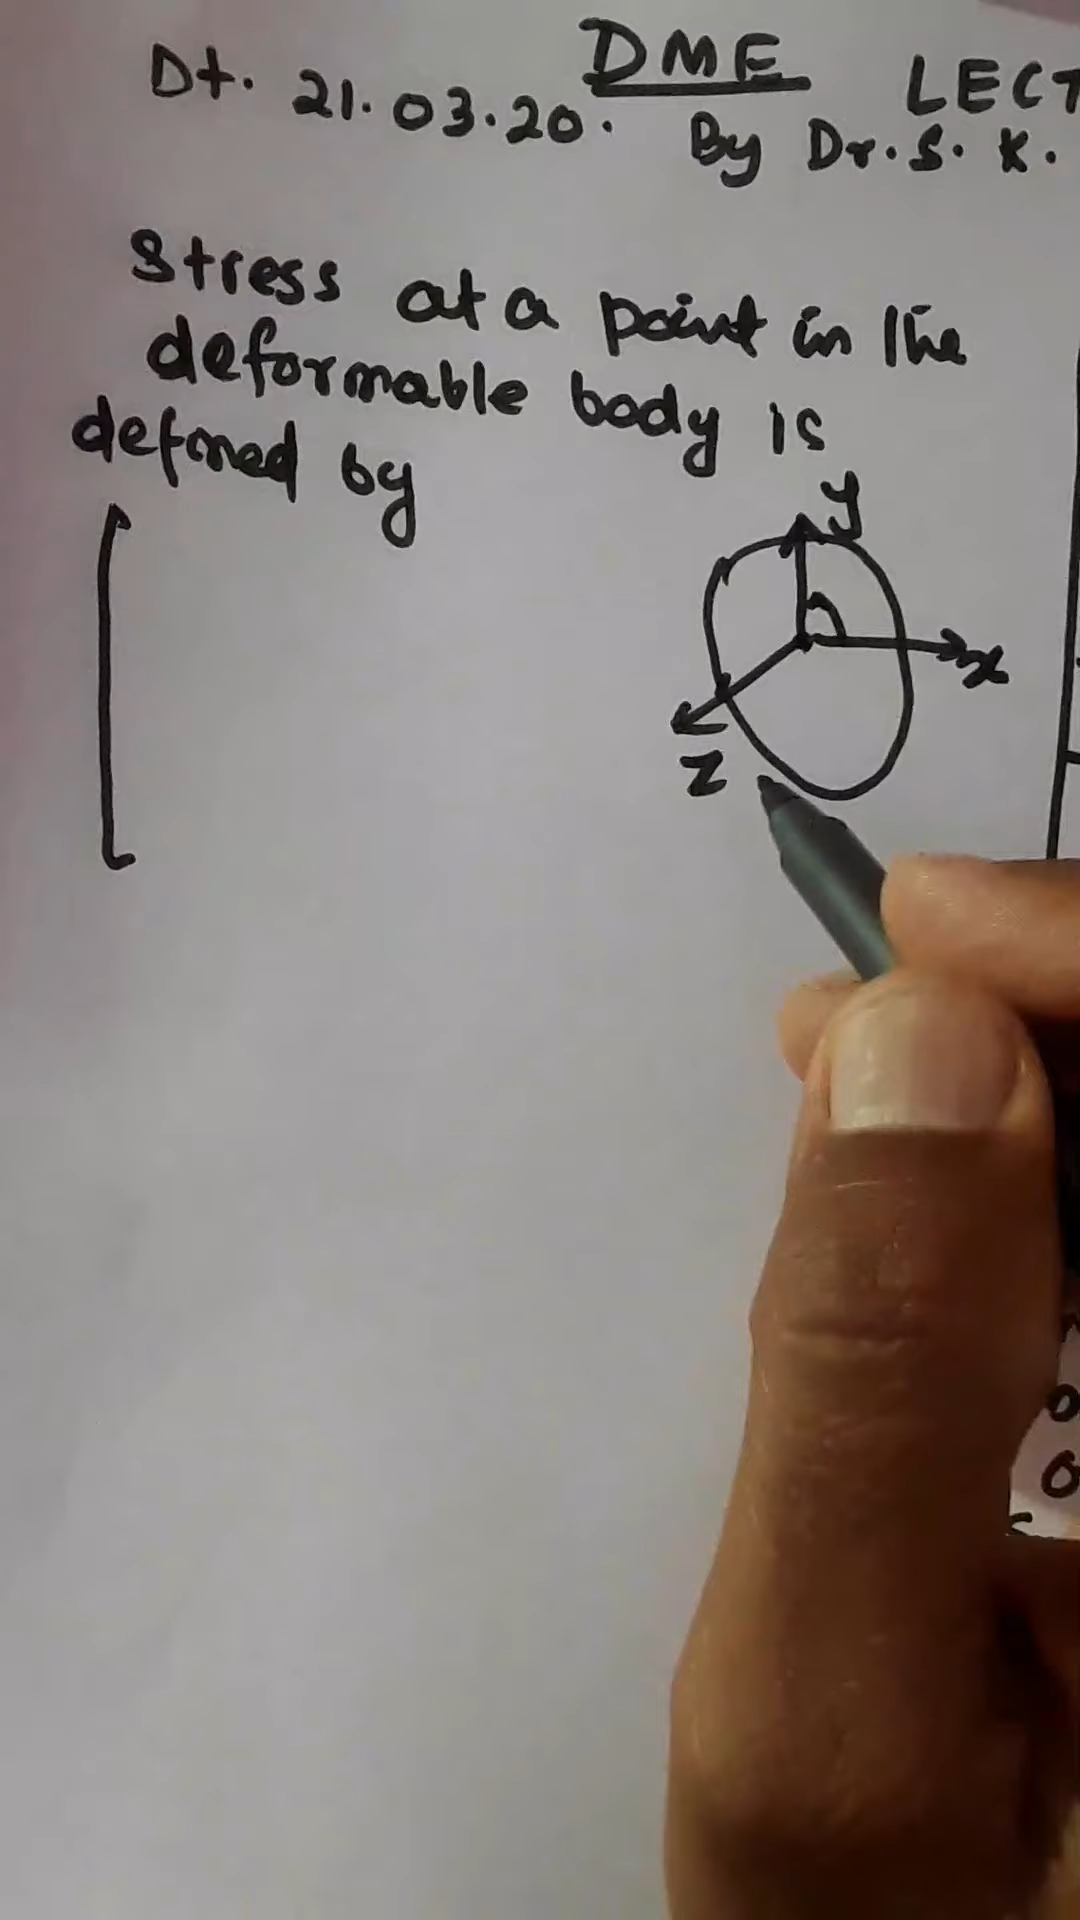 DME LECT
Dt. 21.03.20. By Dr. S. K.
Stress at a point in the
deformable body is
defined by
y
x
z